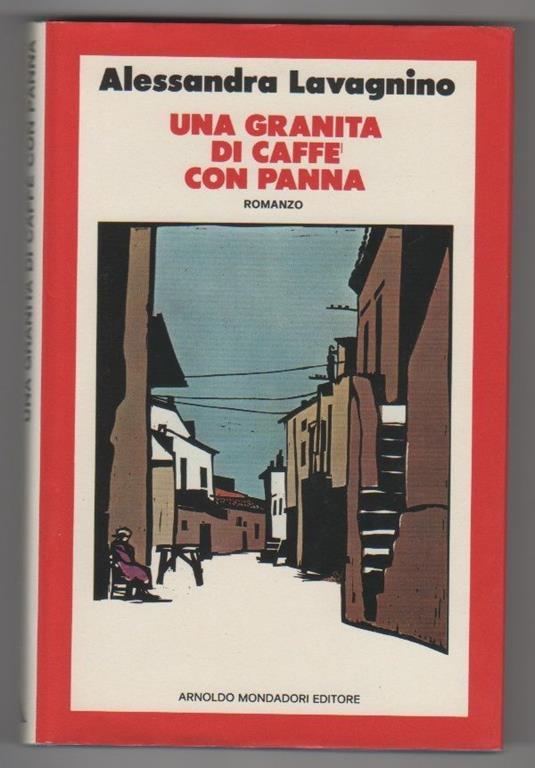 Alessandra Lavagnino
UNA GRANITA
DI CAFFE'
CON PANNA
ROMANZO
ARNOLDO MONDADORI EDITORE
UNA GRANITA DI CAFFE CON PANNA